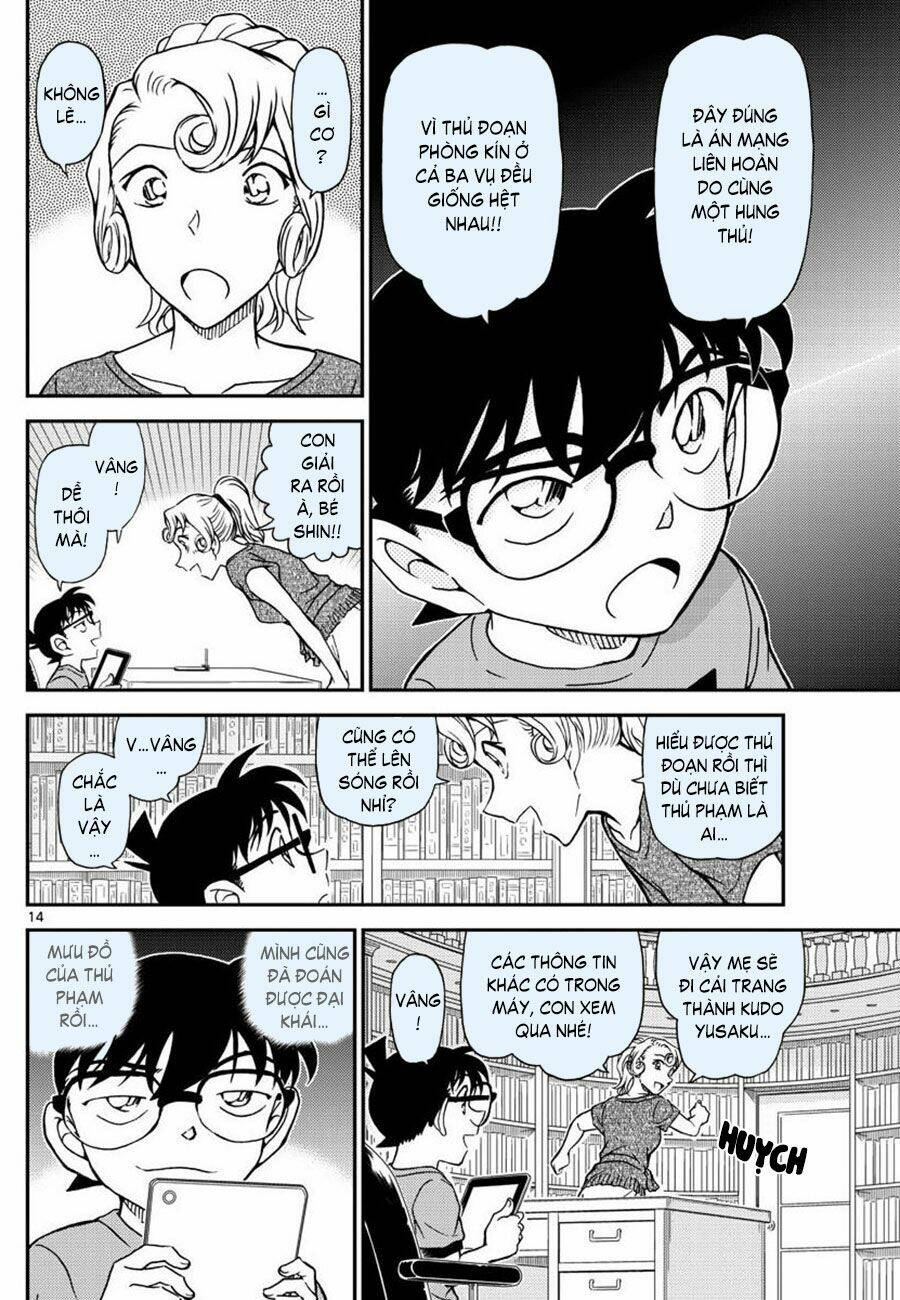 ĐÂY ĐÚNG
LÀ ÁN MẠNG
LIÊN HOÀN
DO CÙNG
MỘT HUNG
THỦ!
VÌ THỦ ĐOẠN
PHÒNG KÍN Ở
CẢ BA VỤ ĐỀU
GIỐNG HỆT
NHAU!!
...
GÌ
CƠ
?
KHÔNG
LẼ...
CON
GIẢI
RA RỒI
À, BÉ
SHIN!!
VÂNG
!
DỄ
THÔI
MÀ!
HIỂU ĐƯỢC THỦ
ĐOẠN RỒI THÌ
DÙ CHƯA BIẾT
THỦ PHẠM LÀ
AI...
CŨNG CÓ
THỂ LÊN
SÓNG RỒI
NHỈ?
V...VÂNG
...
CHẮC
LÀ VẬY
...
14
VẬY MẸ SẼ
ĐI CẢI TRANG
THÀNH KUDO
YUSAKU...
CÁC THÔNG TIN
KHÁC CÓ TRONG
MÁY, CON XEM
QUA NHÉ!
VÂNG
!
HUỴCH
MÌNH CŨNG
ĐÃ ĐOÁN
ĐƯỢC ĐẠI
KHÁI...
MƯU ĐỒ
CỦA THỦ
PHẠM
RỒI...